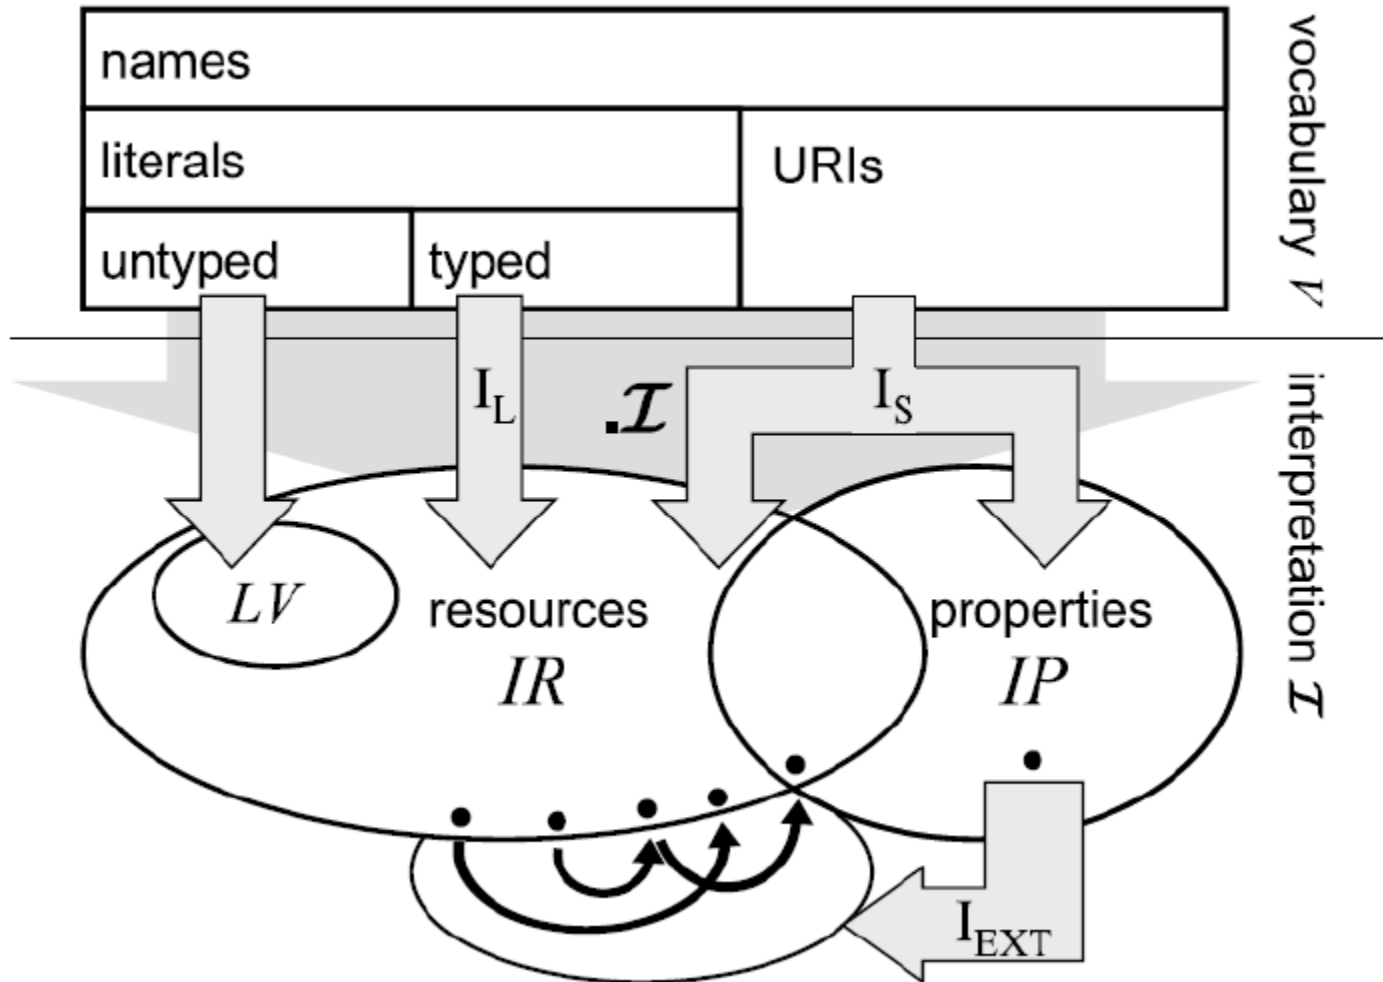 names
literals
URIs
untyped
typed
vocabulary V
I_L
.𝓘
I_S
interpretation 𝓘
LV
resources
IR
properties
IP
I_EXT